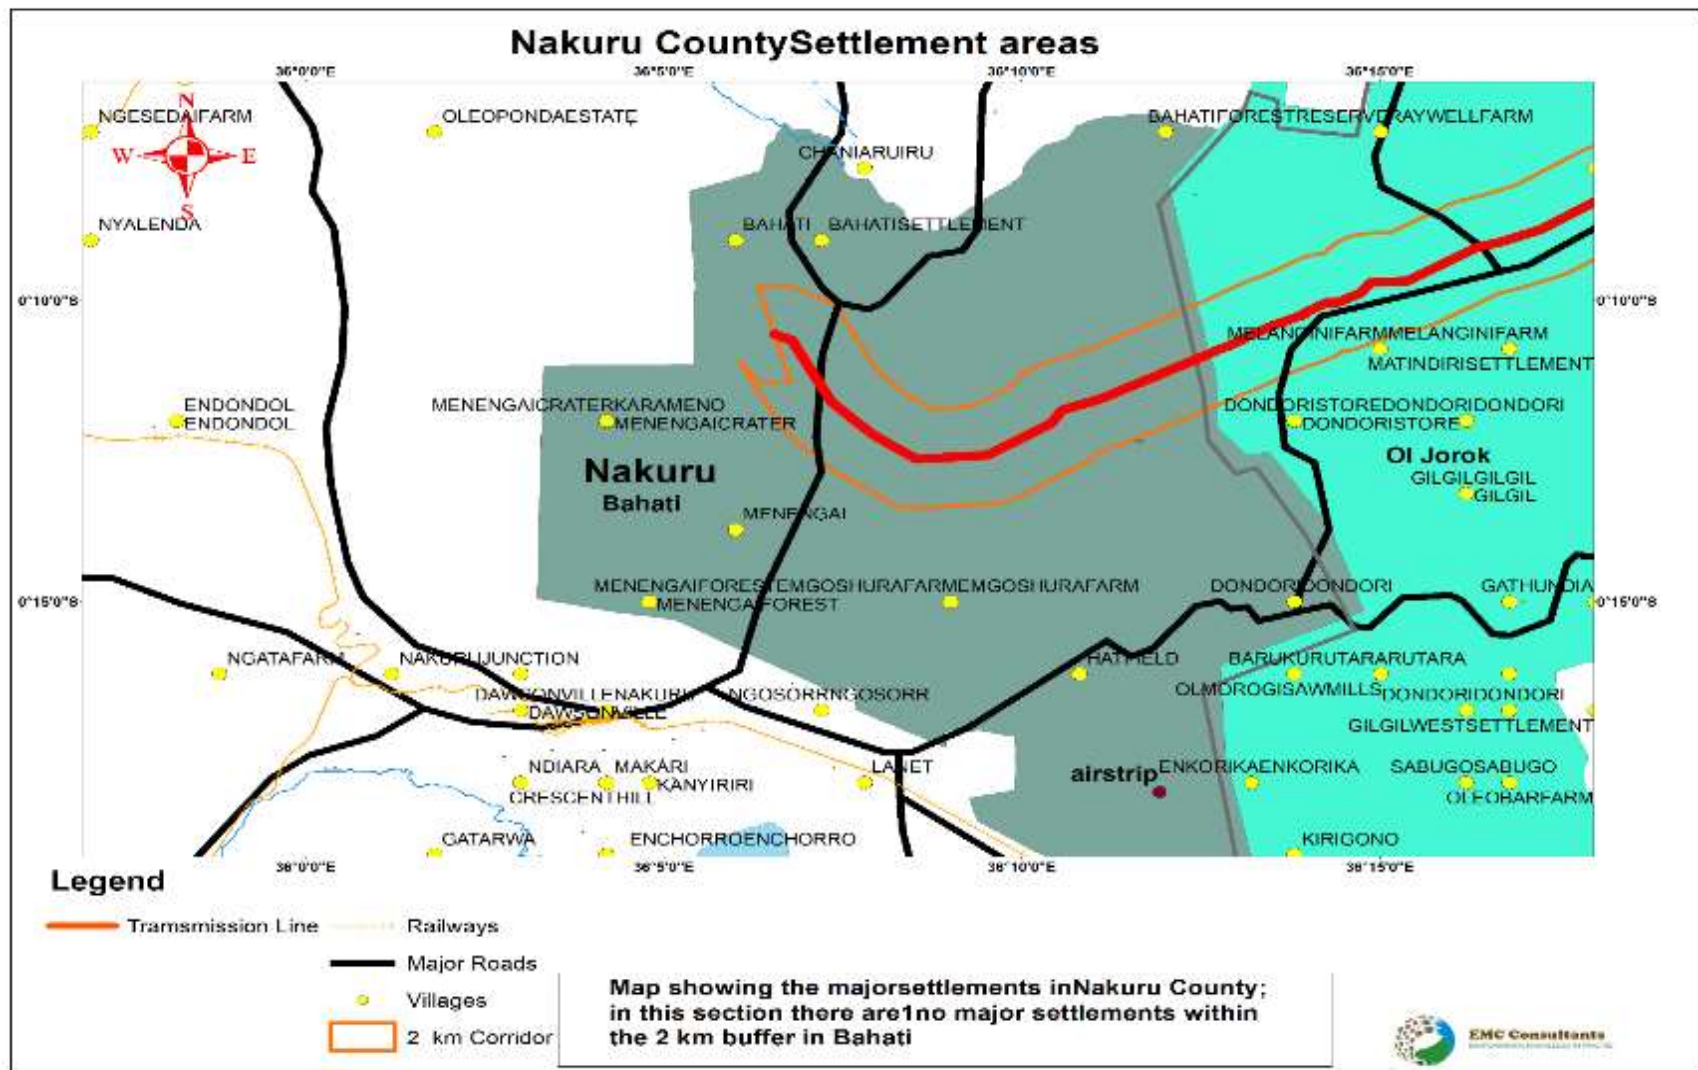 Nakuru CountySettlement areas
36°0'0"E 36°5'0"E 36°10'0"E 36°15'0"E
N
W E
S
NGESEDAIFARM
OLEOPONDAESTATE
BAHATIFORESTRESERVERAYWELLFARM
CHANIARUIRU
NYALENDA
BAHATI
BAHATISETTLEMENT
0°10'0"S 0°10'0"S
MELANGINIFARMMELANGINIFARM
MATINDIRISETTLEMENT
ENDONDOL
ENDONDOL
MENENGAICRATERKARAMENO
MENENGAICRATER
DONDORISTOREDONDORIDONDORI
DONDORISTORE
Nakuru
Bahati
Ol Jorok
GILGILGILGIL
GILGIL
MENENGAI
MENENGAIFORESTEMGOSHURAFARMEMGOSHURAFARM
MENENGAIFOREST
DONDORIDONDORI
GATHUNDIA
0°15'0"S 0°15'0"S
NGATAFARM
NAKURUJUNCTION
HATFIELD
BARUKURUTARARUTARA
OLMOROGISAWMILLS
DAWSONVILLENAKURU
DAWSONVILLE
NGOSORRNGOSORR
DONDORIDONDORI
GILGILWESTSETTLEMENT
NDIARA
MAKARI
KANYIRIRI
CRESCENTHILL
LANET
airstrip
ENKORIKAENKORIKA
SABUGOSABUGO
OLEOBARFARM
GATARWA
ENCHORROENCHORRO
KIRIGONO
36°0'0"E 36°5'0"E 36°10'0"E 36°15'0"E
Legend
Tramsmission Line
Railways
Major Roads
Villages
2 km Corridor
Map showing the majorsettlements inNakuru County;
in this section there are1no major settlements within
the 2 km buffer in Bahati
EMC Consultants